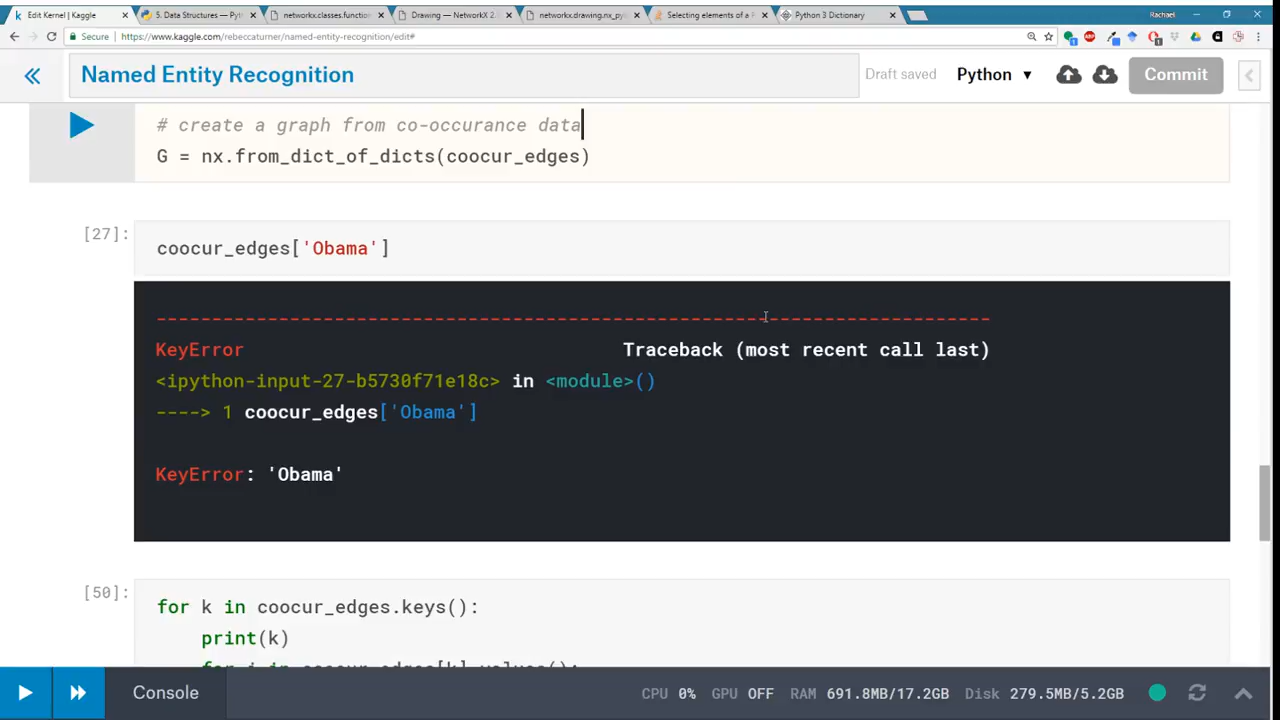 Edit Kernel | Kaggle
5. Data Structures — Pyth
networkx.classes.function
Drawing — NetworkX 2.
networkx.drawing.nx_py
Selecting elements of a P
Python 3 Dictionary
Rachael
Secure | https://www.kaggle.com/rebeccaturner/named-entity-recognition/edit#
Named Entity Recognition
Draft saved
Python
Commit
# create a graph from co-occurance data
G = nx.from_dict_of_dicts(coocur_edges)
[27]:
coocur_edges['Obama']
---------------------------------------------------------------------------
KeyError Traceback (most recent call last)
<ipython-input-27-b5730f71e18c> in <module>()
----> 1 coocur_edges['Obama']
KeyError: 'Obama'
[50]:
for k in coocur_edges.keys():
print(k)
for i in coocur_edges[k].values():
Console
CPU 0% GPU OFF RAM 691.8MB/17.2GB Disk 279.5MB/5.2GB